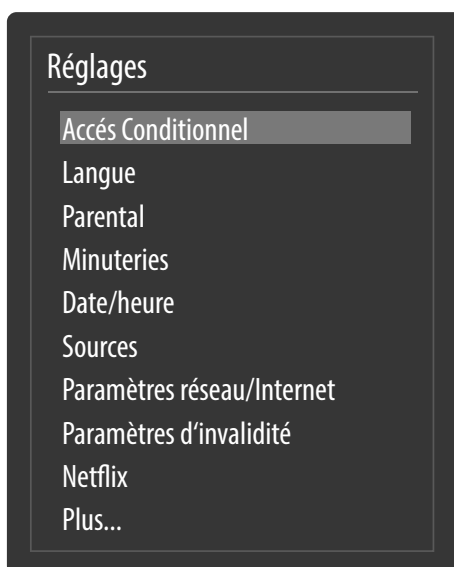 Réglages
Accés Conditionnel
Langue
Parental
Minuteries
Date/heure
Sources
Paramètres réseau/Internet
Paramètres d‘invalidité
Netflix
Plus...